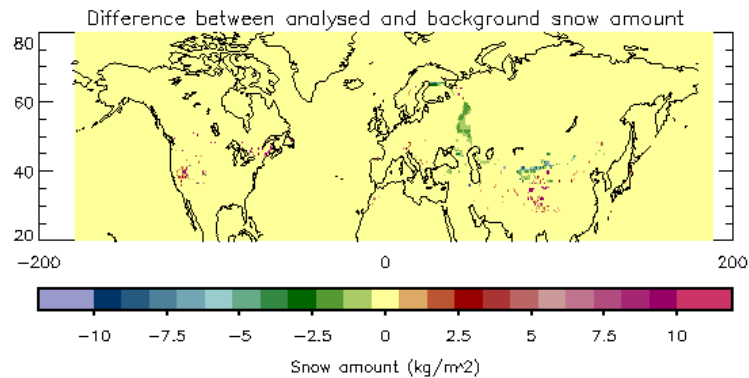 Difference between analysed and background snow amount
80
60
40
20
−200 0 200
−10 −7.5 −5 −2.5 0 2.5 5 7.5 10
Snow amount (kg/m^2)